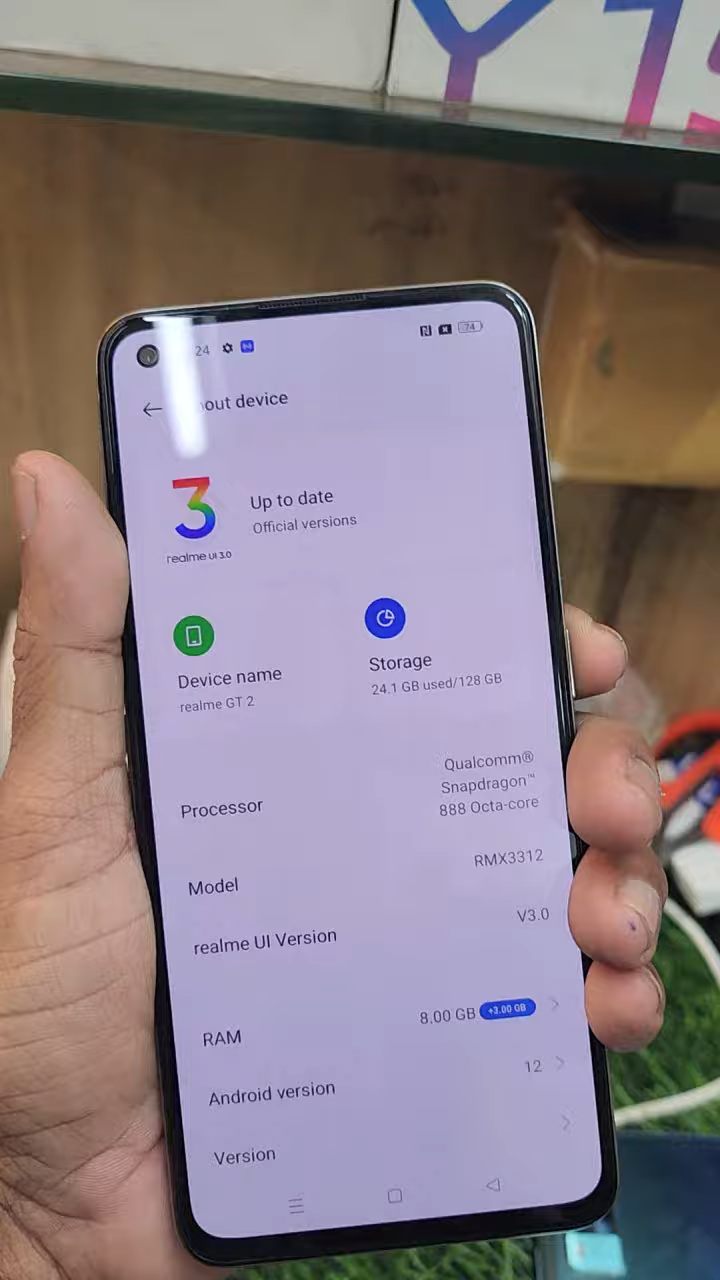 Y15
24
74
out device
3
realme UI 3.0
Up to date
Official versions
Device name
realme GT 2
Storage
24.1 GB used/128 GB
Processor
Qualcomm®
Snapdragon™
888 Octa-core
Model
RMX3312
realme UI Version
V3.0
RAM
8.00 GB +3.00 GB
Android version
12
Version